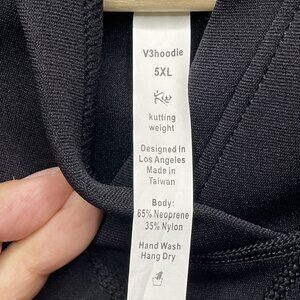 V3hoodie
5XL
kutting
weight
Designed in
Los Angeles
Made in
Taiwan
Body:
65% Neoprene
35% Nylon
Hand Wash
Hang Dry